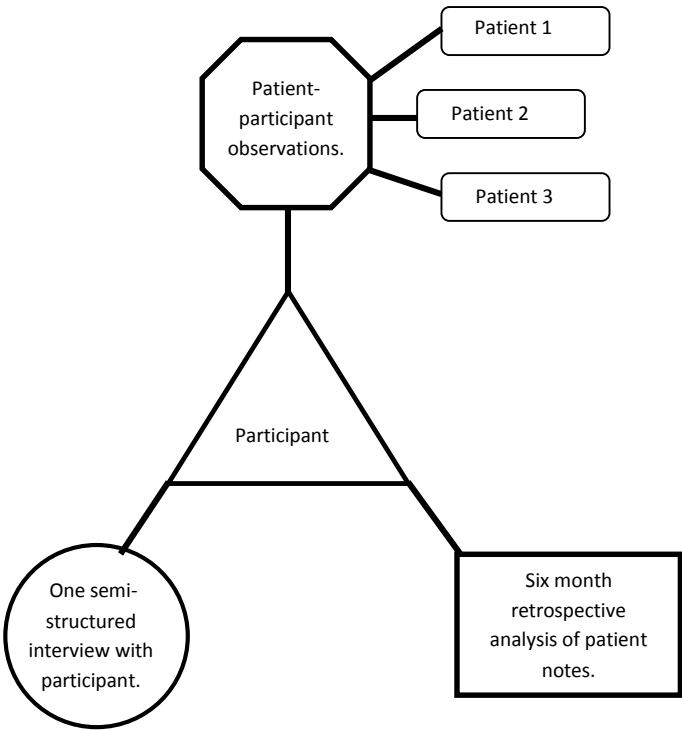 Patient 1
Patient-
participant
observations.
Patient 2
Patient 3
Participant
One semi-
structured
interview with
participant.
Six month
retrospective
analysis of patient
notes.